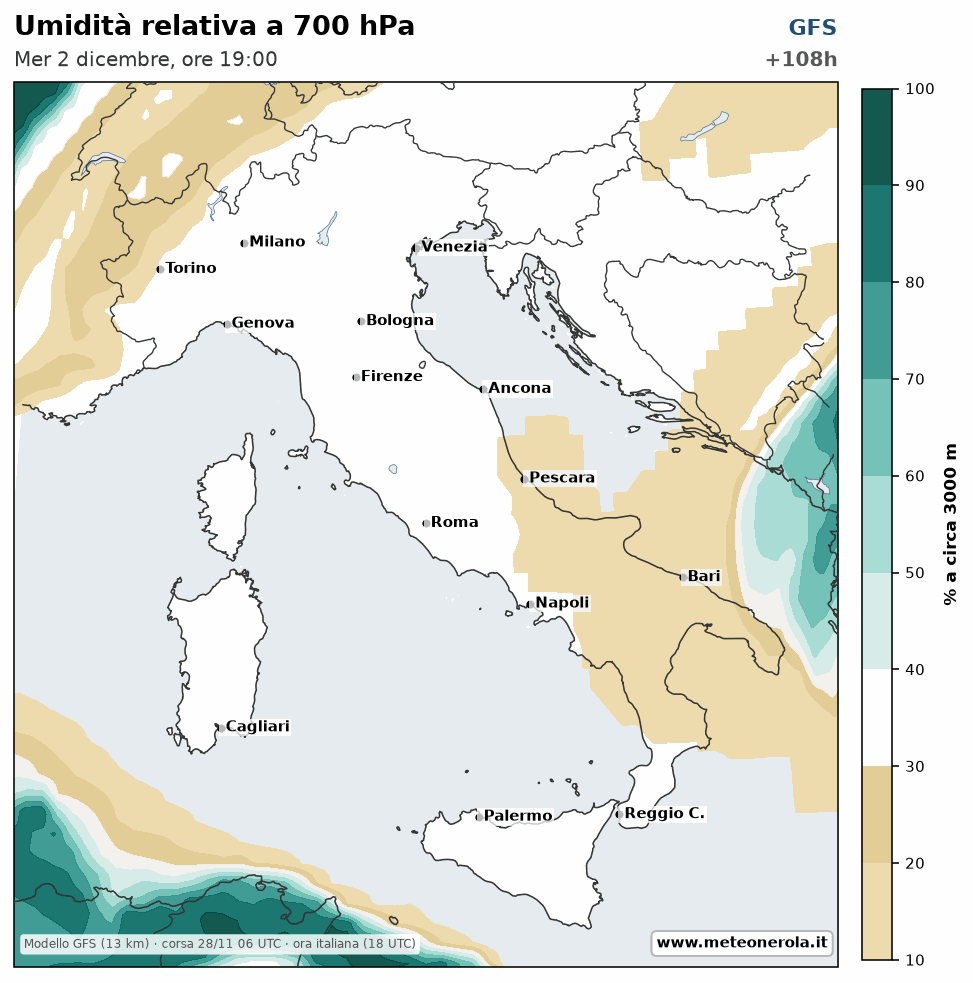 Umidità relativa a 700 hPa
GFS
Mer 2 dicembre, ore 19:00
+108h
Milano
Venezia
Torino
Genova
Bologna
Firenze
Ancona
Pescara
Roma
Bari
Napoli
Cagliari
Palermo
Reggio C.
Modello GFS (13 km) · corsa 28/11 06 UTC · ora italiana (18 UTC)
www.meteonerola.it
100
90
80
70
60
50
40
30
20
10
% a circa 3000 m